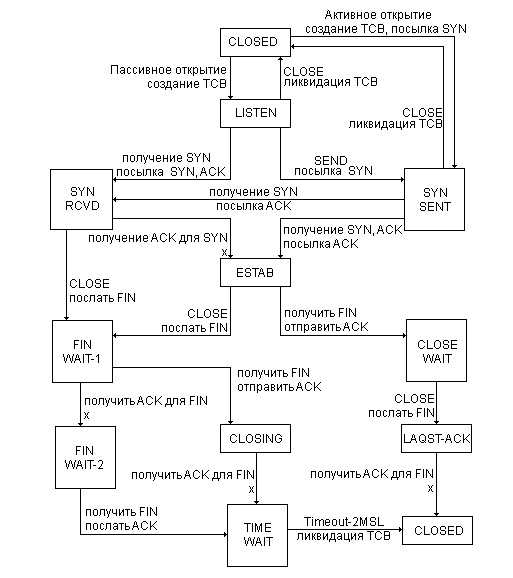 Активное открытие
создание TCB, посылка SYN
CLOSED
Пассивное открытие
создание TCB
CLOSE
ликвидация TCB
LISTEN
CLOSE
ликвидация TCB
получение SYN
посылка SYN, ACK
SEND
посылка SYN
SYN
RCVD
получение SYN
посылка ACK
SYN
SENT
получение ACK для SYN
x
получение SYN, ACK
посылка ACK
ESTAB
CLOSE
послать FIN
CLOSE
послать FIN
получить FIN
отправить ACK
FIN
WAIT-1
CLOSE
WAIT
получить FIN
отправить ACK
получить ACK для FIN
x
CLOSE
послать FIN
FIN
WAIT-2
CLOSING
LAQST-ACK
получить ACK для FIN
x
получить ACK для FIN
x
получить FIN
послать ACK
TIME
WAIT
Timeout-2MSL
ликвидация TCB
CLOSED